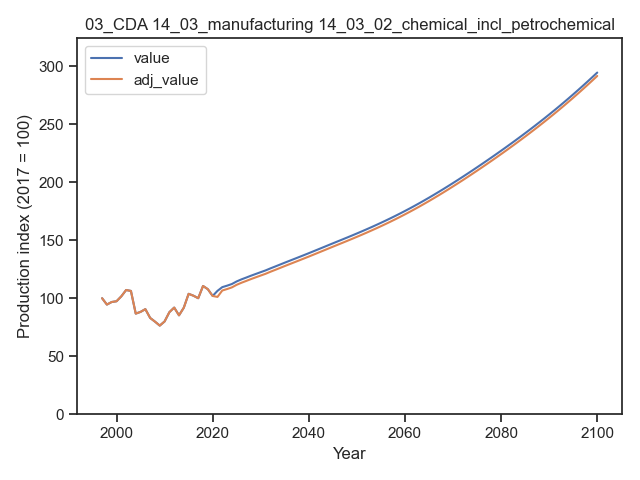 03_CDA 14_03_manufacturing 14_03_02_chemical_incl_petrochemical
value
adj_value
Production index (2017 = 100)
300
250
200
150
100
50
0
2000 2020 2040 2060 2080 2100
Year